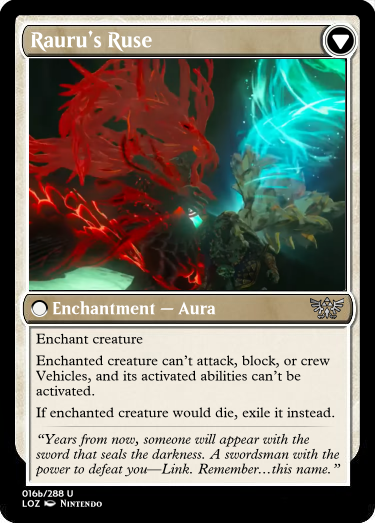 Rauru's Ruse
Enchantment — Aura
Enchant creature
Enchanted creature can't attack, block, or crew
Vehicles, and its activated abilities can't be
activated.
If enchanted creature would die, exile it instead.
“Years from now, someone will appear with the
sword that seals the darkness. A swordsman with the
power to defeat you—Link. Remember…this name.”
016b/288 U
LOZ Nintendo